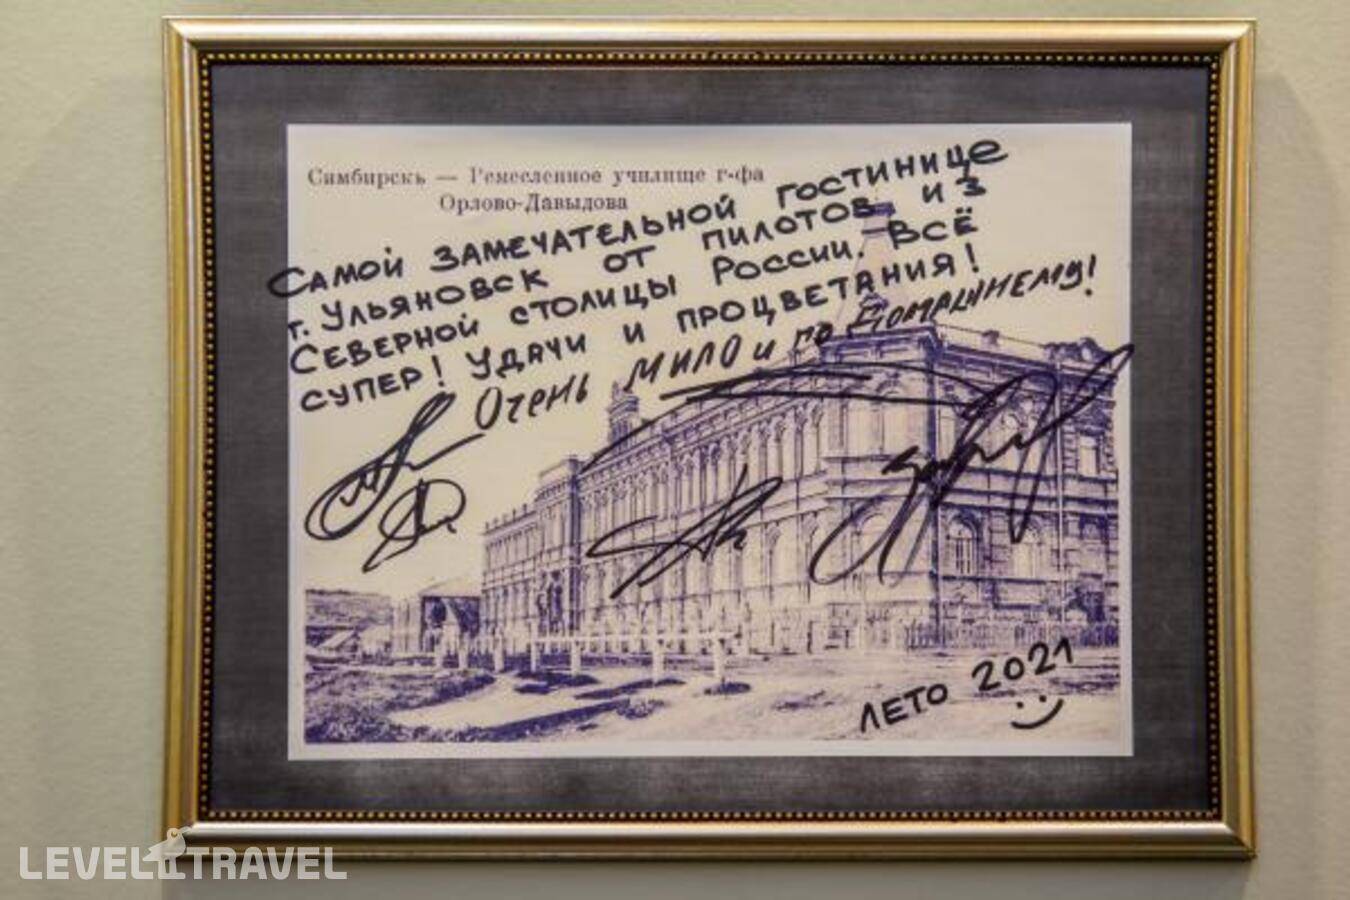 Симбирскъ — Ремесленное училище г-фа
Орлово-Давыдова
Самой замечательной гостинице
г. Ульяновск от пилотов из
Северной столицы России. Всё
супер! Удачи и процветания!
Очень мило и по домашнему!
ЛЕТО 2021
LEVEL TRAVEL